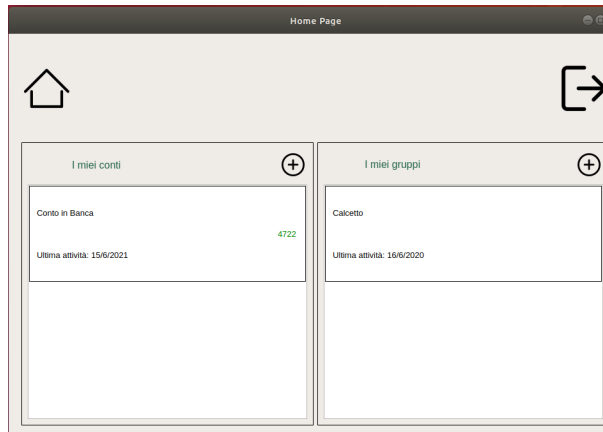 Home Page
I miei conti
I miei gruppi
Conto in Banca
4722
Ultima attività: 15/6/2021
Calcetto
Ultima attività: 16/6/2020